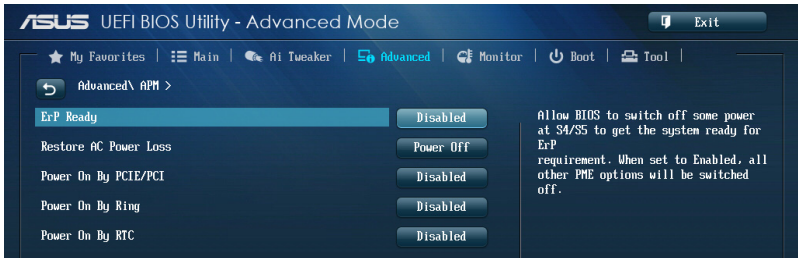 ASUS UEFI BIOS Utility - Advanced Mode
Exit
My Favorites | Main | Ai Tweaker | Advanced | Monitor | Boot | Tool |
Advanced\ APM >
ErP Ready Disabled
Restore AC Power Loss Power Off
Power On By PCIE/PCI Disabled
Power On By Ring Disabled
Power On By RTC Disabled
Allow BIOS to switch off some power
at S4/S5 to get the system ready for
ErP
requirement. When set to Enabled, all
other PME options will be switched
off.